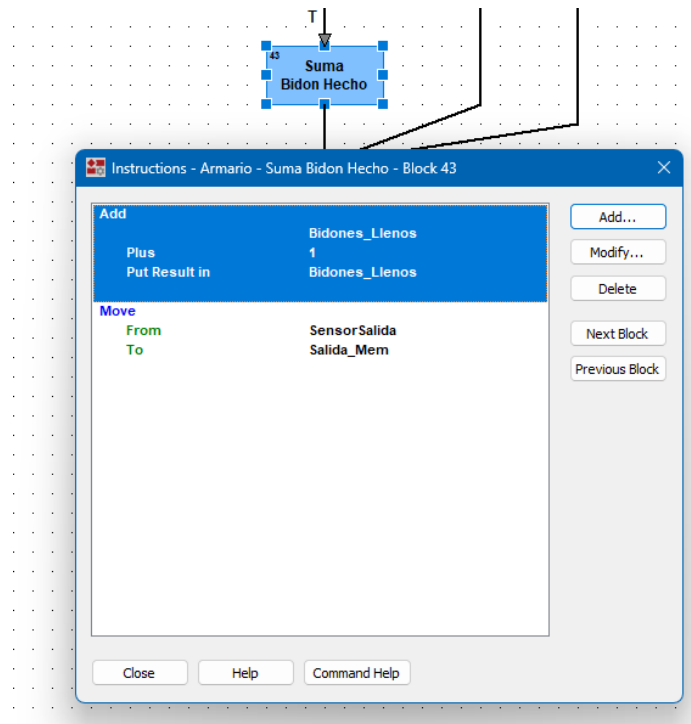 T
43
Suma
Bidon Hecho
Instructions - Armario - Suma Bidon Hecho - Block 43
Add
Bidones_Llenos
Plus 1
Put Result in Bidones_Llenos
Move
From SensorSalida
To Salida_Mem
Add...
Modify...
Delete
Next Block
Previous Block
Close Help Command Help